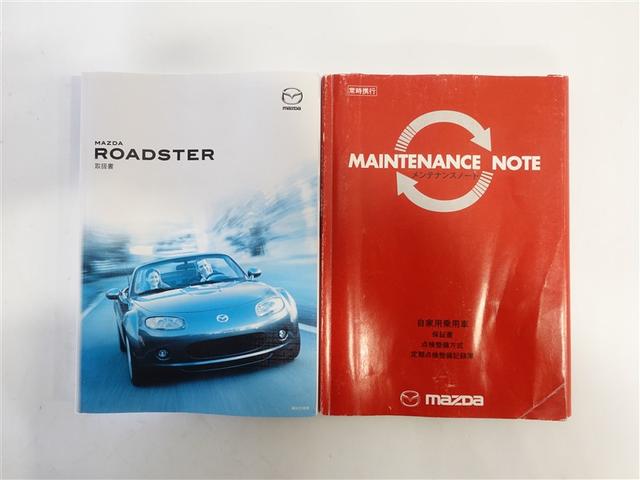 mazda
MAZDA
ROADSTER
取扱書
常時携行
MAINTENANCE NOTE
メンテナンスノート
自家用乗用車
保証書
点検整備方式
定期点検整備記録簿
mazda